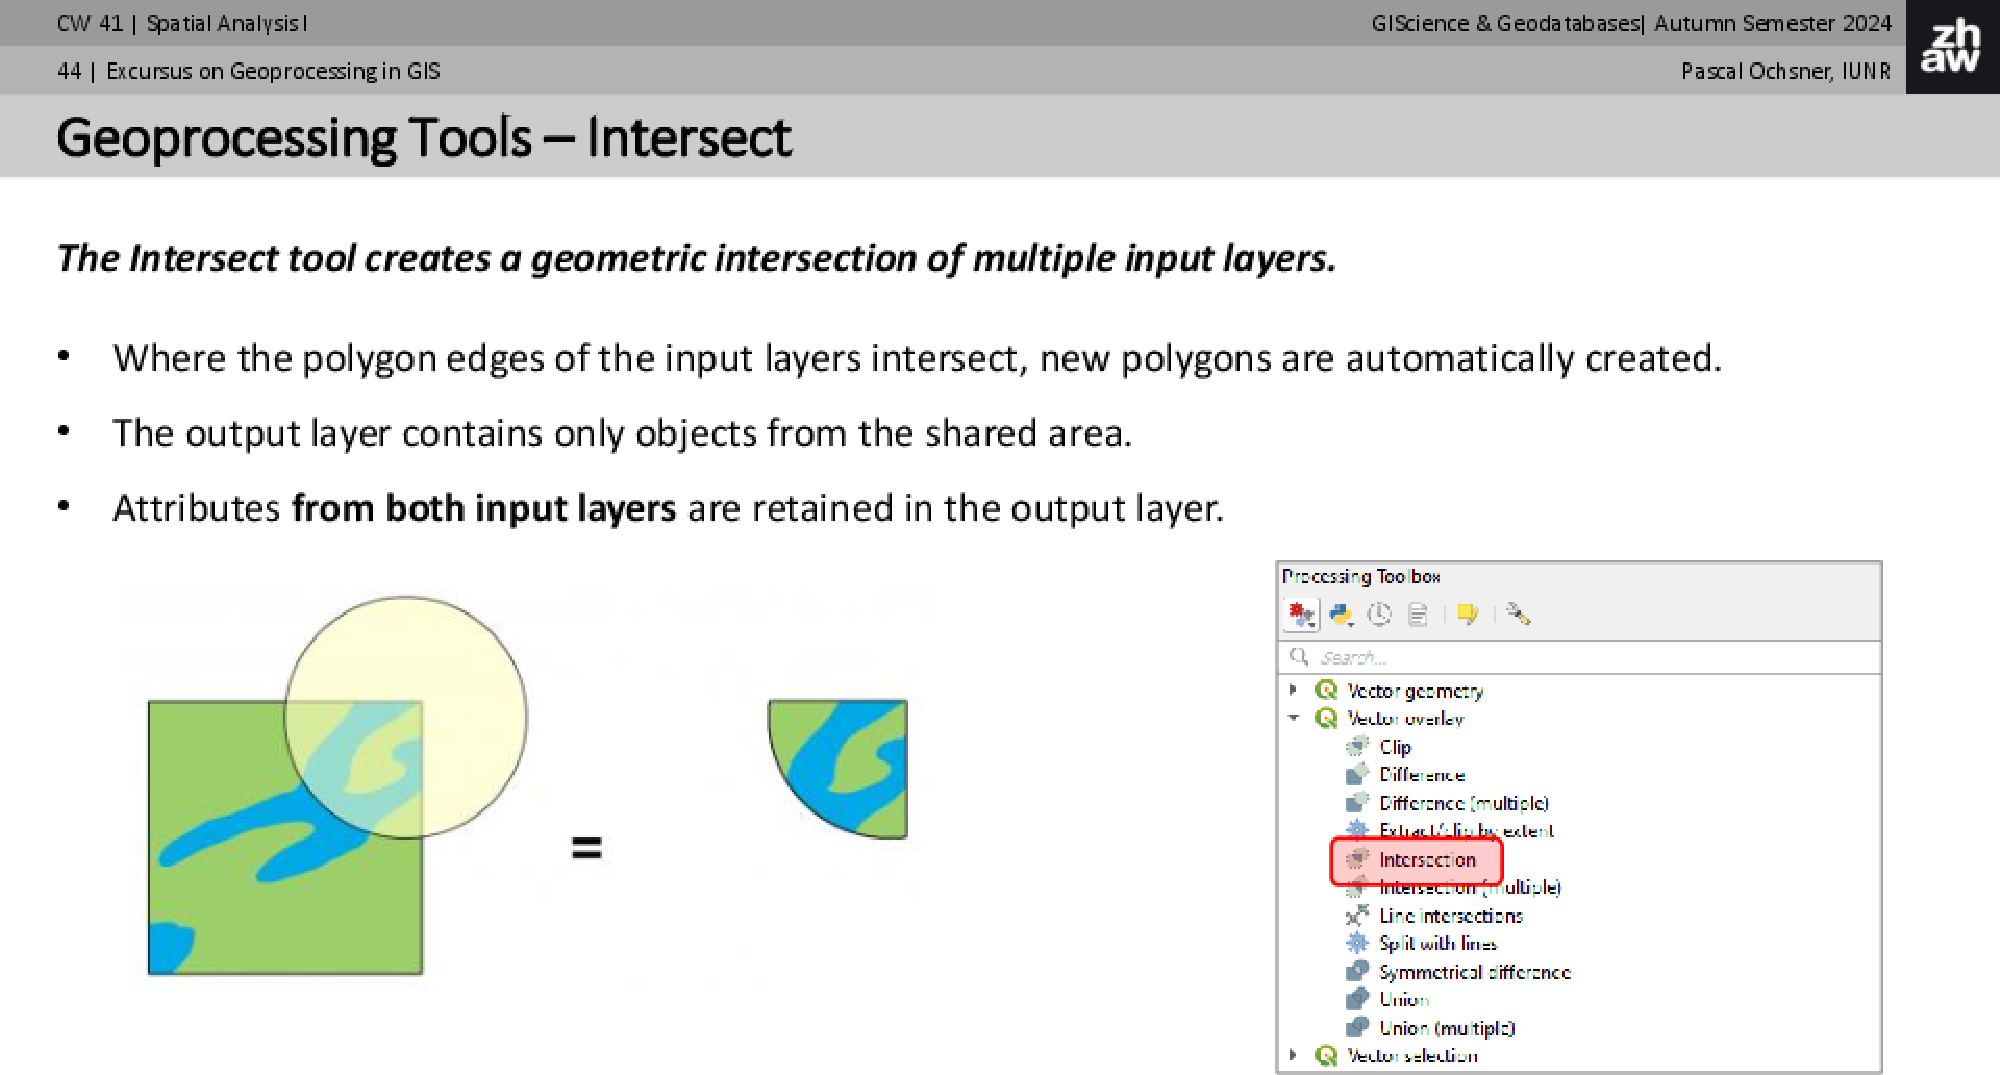 CW 41 | Spatial Analysis I
GIScience & Geodatabases| Autumn Semester 2024
zh
aw
44 | Excursus on Geoprocessing in GIS
Pascal Ochsner, IUNR
Geoprocessing Tools – Intersect
The Intersect tool creates a geometric intersection of multiple input layers.
• Where the polygon edges of the input layers intersect, new polygons are automatically created.
• The output layer contains only objects from the shared area.
• Attributes from both input layers are retained in the output layer.
=
Processing Toolbox
Search...
Vector geometry
Vector overlay
Clip
Difference
Difference (multiple)
Extract/clip by extent
Intersection
Intersection (multiple)
Line intersections
Split with lines
Symmetrical difference
Union
Union (multiple)
Vector selection